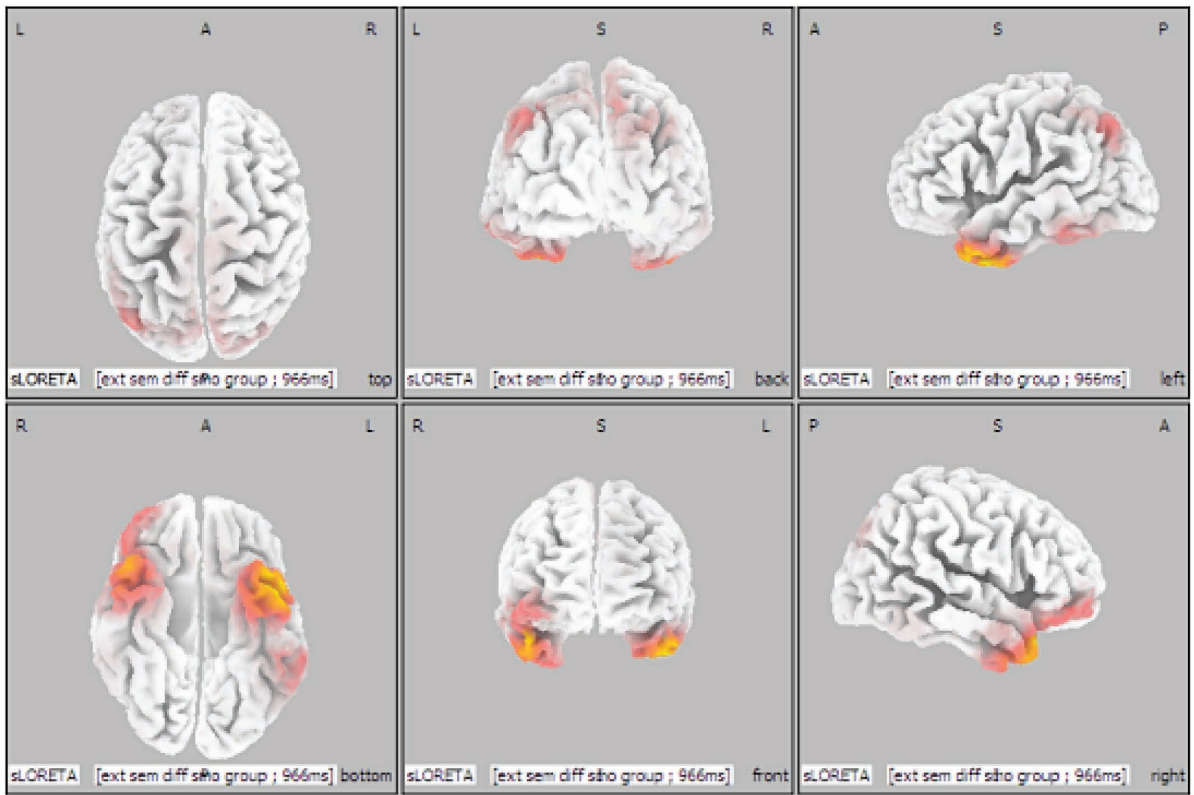 L A R
sLORETA [ext sem diff group ; 966ms] top
L S R
sLORETA [ext sem diff group ; 966ms] back
A S P
sLORETA [ext sem diff group ; 966ms] left
R A L
sLORETA [ext sem diff group ; 966ms] bottom
R S L
sLORETA [ext sem diff group ; 966ms] front
P S A
sLORETA [ext sem diff group ; 966ms] right